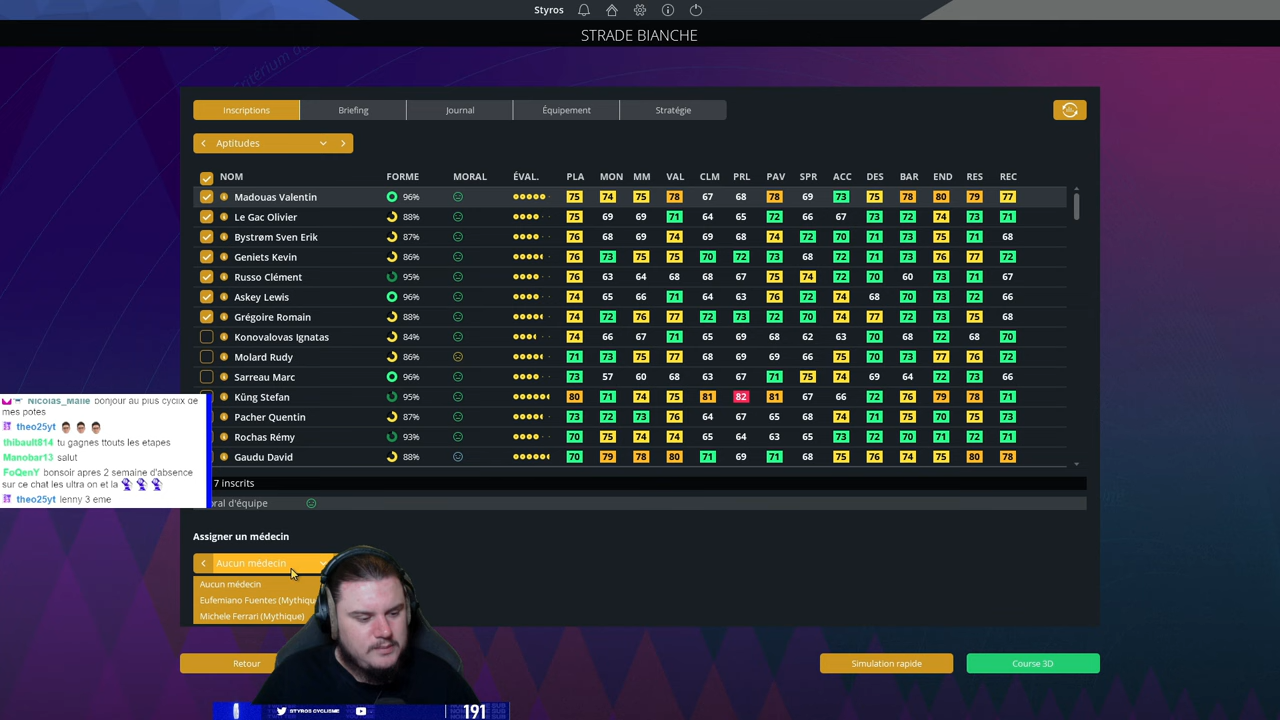 Styros
STRADE BIANCHE
Inscriptions Briefing Journal Équipement Stratégie
Aptitudes
NOM FORME MORAL ÉVAL. PLA MON MM VAL CLM PRL PAV SPR ACC DES BAR END RES REC
Madouas Valentin 96% 75 74 75 78 67 68 78 69 73 75 78 80 79 77
Le Gac Olivier 88% 75 69 69 71 64 65 72 66 67 73 72 74 73 71
Bystrøm Sven Erik 87% 76 68 69 74 69 68 74 72 70 71 73 75 71 68
Geniets Kevin 86% 76 73 75 75 70 72 73 68 72 71 73 76 77 72
Russo Clément 95% 76 63 64 68 68 67 75 74 72 70 60 73 71 67
Askey Lewis 96% 74 65 66 71 64 63 76 72 74 68 70 73 72 66
Grégoire Romain 88% 74 72 76 77 72 73 72 70 74 77 72 73 75 68
Konovalovas Ignatas 84% 74 66 67 71 65 69 68 62 63 70 68 72 68 70
Molard Rudy 86% 71 73 75 77 68 69 69 66 75 70 73 77 76 72
Sarreau Marc 96% 73 57 60 68 63 67 71 75 74 69 64 72 73 66
Küng Stefan 95% 80 71 74 75 81 82 81 67 66 72 76 79 78 71
Pacher Quentin 87% 73 72 73 76 64 67 65 68 74 71 75 70 75 73
Rochas Rémy 93% 70 75 74 74 65 64 63 65 73 72 70 71 72 71
Gaudu David 88% 70 79 78 80 71 69 71 68 75 76 74 75 80 78
7 inscrits
oral d'équipe
Assigner un médecin
Aucun médecin
Aucun médecin
Eufemiano Fuentes (Mythiqu
Michele Ferrari (Mythique)
Retour Simulation rapide Course 3D
Nicolas_Malle bonjour au plus cyclix de
mes potes
theo25yt
thibault814 tu gagnes ttouts les etapes
Manobar13 salut
FoQenY bonsoir apres 2 semaine d'absence
sur ce chat les ultra on et la
theo25yt lenny 3 eme
STYROS CYCLISME 191